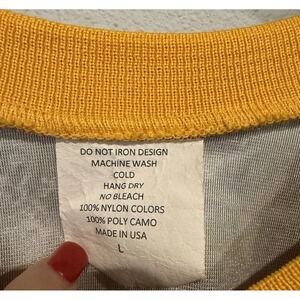 DO NOT IRON DESIGN
MACHINE WASH
COLD
HANG DRY
NO BLEACH
100% NYLON COLORS
100% POLY CAMO
MADE IN USA
L